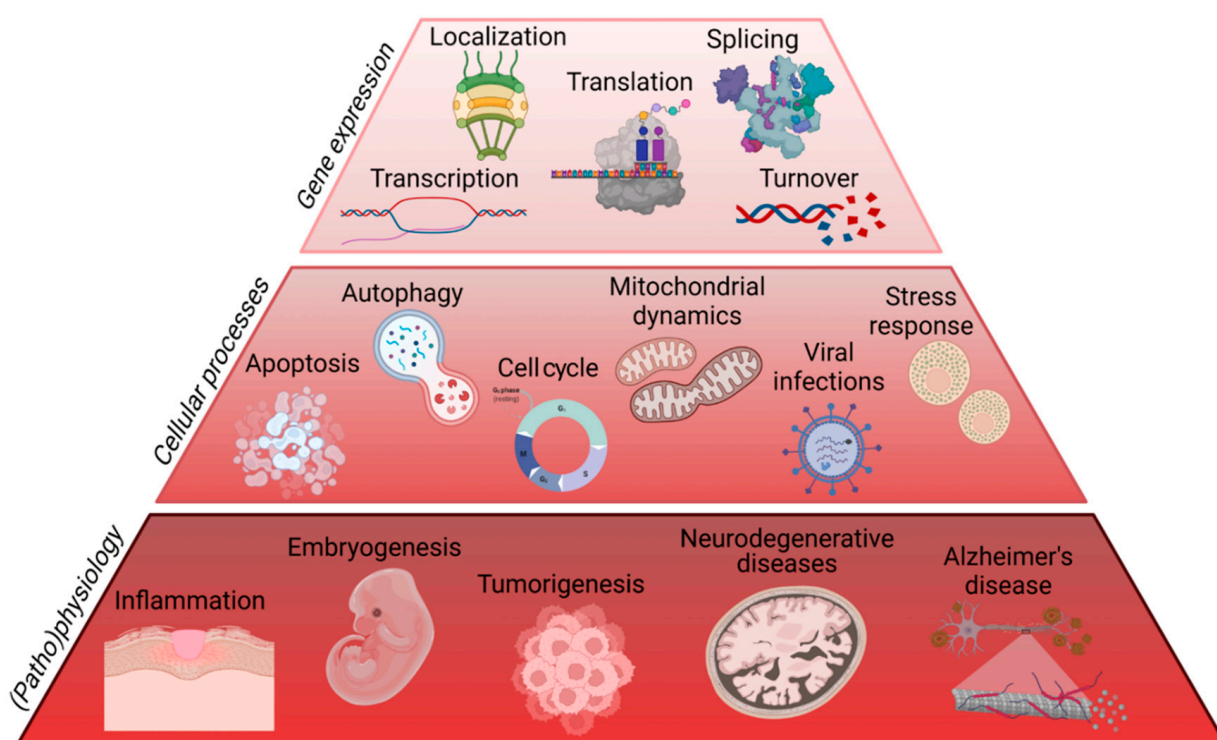 Gene expression
Localization
Splicing
Translation
Transcription
Turnover
Cellular processes
Autophagy
Mitochondrial
dynamics
Stress
response
Apoptosis
Cell cycle
Viral
infections
G₀ phase
(resting)
G₁
M
S
G₂
(Patho)physiology
Embryogenesis
Neurodegenerative
diseases
Alzheimer's
disease
Inflammation
Tumorigenesis